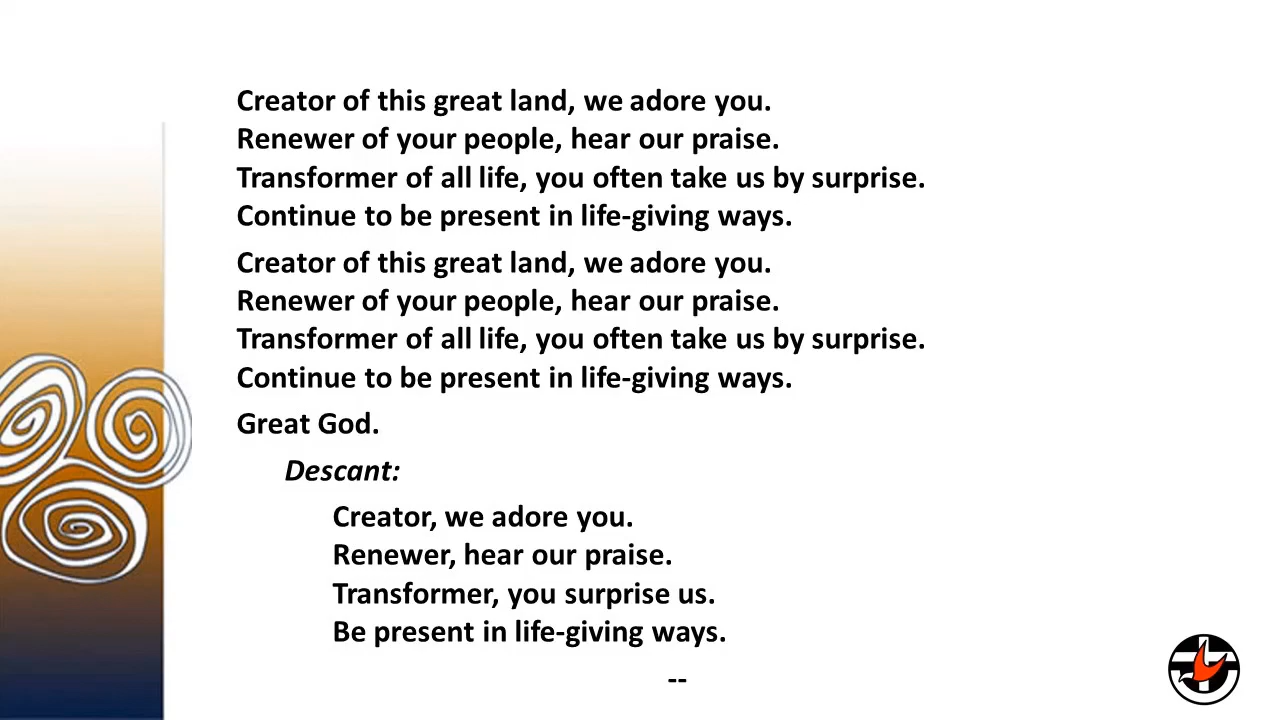 Creator of this great land, we adore you.
Renewer of your people, hear our praise.
Transformer of all life, you often take us by surprise.
Continue to be present in life-giving ways.
Creator of this great land, we adore you.
Renewer of your people, hear our praise.
Transformer of all life, you often take us by surprise.
Continue to be present in life-giving ways.
Great God.
Descant:
Creator, we adore you.
Renewer, hear our praise.
Transformer, you surprise us.
Be present in life-giving ways.
--